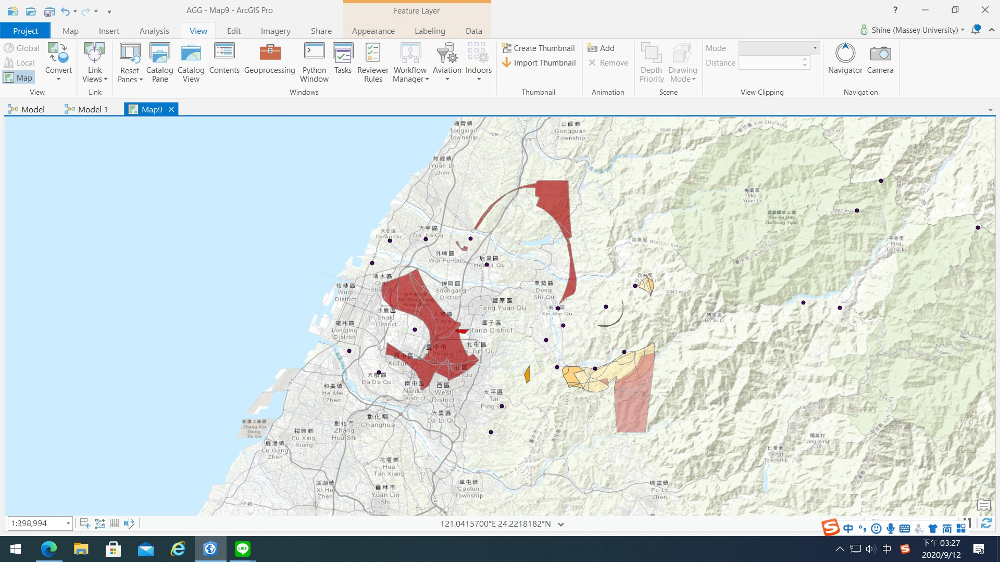 AGG - Map9 - ArcGIS Pro
Feature Layer
?
Project
Map
Insert
Analysis
View
Edit
Imagery
Share
Appearance
Labeling
Data
Shine (Massey University)
Global
Local
Map
Convert
View
Link
Views
Link
Reset
Panes
Catalog
Pane
Catalog
View
Contents
Geoprocessing
Python
Window
Tasks
Reviewer
Rules
Workflow
Manager
Aviation
Indoors
Windows
Create Thumbnail
Import Thumbnail
Thumbnail
Add
Remove
Animation
Depth
Priority
Drawing
Mode
Scene
Mode
Distance
View Clipping
Navigator
Camera
Navigation
Model
Model 1
Map9
通霄鎮
Tongxiao
Township
公館鄉
Gongguan
Township
1648 m
2921 m
苑裡鎮
Yuan Li
Zhen
梅園里
Mei
Yuan Li
雪霸國家公園
Xue Ba Guo
Jia Gong Yuan
3860 m
大安區
Da An Qu
大甲區
Da Jia Qu
苗栗縣 MIAO LI XIAN
平等里
Ping
Deng Li
外埔區
Wai Pu Qu
后里區
Hou Li Qu
清水區
自由里
2441 m
梧棲區
Wuqi
District
神岡區
Shengang
District
東勢區
Dong
Shi Qu
豐原區
Feng Yuan Qu
沙鹿區
Shalu
District
大雅區
Daya
District
Xin She Qu
博愛里
Bo Ai Li
龍井區
Longjing
District
潭子區
Tanzi District
臺中市
北屯區
Bei Tun Qu
西屯區
Xi Tun Qu
北區
Bei Qu
大肚區
Da Du Qu
南屯區
Nantun
District
西區
West
District
和美鎮
He Mei
Zhen
太平區
Tai
Ping Qu
大里區
Da Li Qu
彰化縣
Changhua
彰化市
Zhang
Hua Shi
彰濱工業區
Zhang Bin
Gong
Ye Qu
福興鄉
Fu Xing
Xiang
鹿港鎮
Lu Gang
Zhen
精英村
Jing Ying
Cun
仁愛鄉
Renai
Township
花壇鄉
Hua
Tan Xiang
溪湖鎮
Xi Hu
Zhen
員林市
Yuan Lin
Shi
草屯鎮
Caotun
Township
埔里鎮
Pu Li
Zhen
1:398,994
121.0415700°E 24.2218182°N
中
简
LINE
中
下午 03:27
2020/9/12